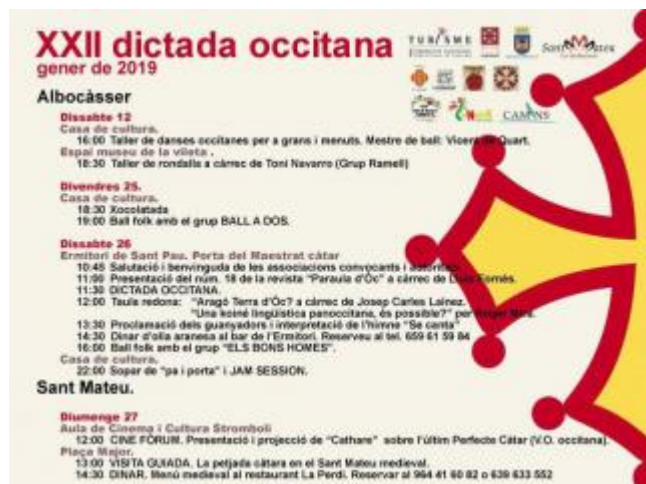 XXII dictada occitana
gener de 2019
TURISME
Sant Mateu
CAMINS
Albocàsser
Dissabte 12
Casa de cultura.
16:00 Taller de danses occitanes per a grans i menuts. Mestre de ball: Vicent de Quart.
Espai museu de la vileta .
18:30 Taller de rondalla a càrrec de Toni Navarro (Grup Ramell)
Divendres 25.
Casa de cultura.
18:30 Xocolatada
19:00 Ball folk amb el grup BALL A DOS.
Dissabte 26
Ermitori de Sant Pau. Porta del Maestrat càtar
10:45 Salutació i benvinguda de les associacions convocants i autoritats.
11:00 Presentació del núm. 18 de la revista "Paraula d'Òc" a càrrec de Lluís Fornés.
11:30 DICTADA OCCITANA.
12:00 Taula redona: "Aragó Terra d'Òc? a càrrec de Josep Carles Laínez.
"Una koiné lingüística panoccitana, és possible?" per
13:30 Proclamació dels guanyadors i interpretació de l'himne "Se canta"
14:30 Dinar d'olla aranesa al bar de l'Ermitori. Reserveu al tel. 659 61 59 84
16:00 Ball folk amb el grup "ELS BONS HOMES".
Casa de cultura,
22:00 Sopar de "pa i porta" i JAM SESSION.
Sant Mateu.
Diumenge 27
Aula de Cinema i Cultura Stromboli
12:00 CINE FÒRUM. Presentació i projecció de "Cathare" sobre l'últim Perfecte Càtar (V.O. occitana).
Plaça Major.
13:00 VISITA GUIADA. La petjada càtara en el Sant Mateu medieval.
14:30 DINAR. Menú medieval al restaurant La Perdi. Reservar al 964 41 60 82 o 639 633 552